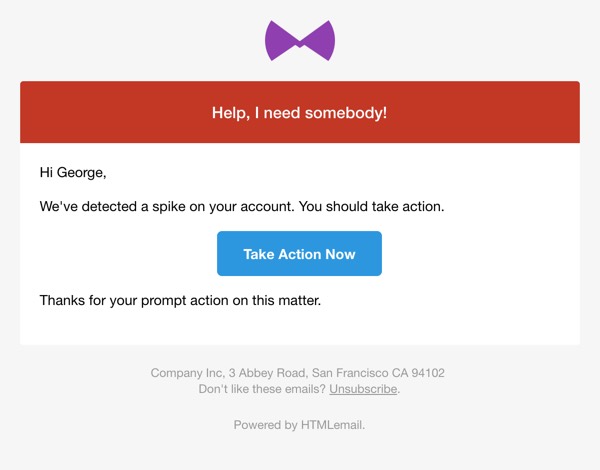 Help, I need somebody!
Hi George,
We've detected a spike on your account. You should take action.
Take Action Now
Thanks for your prompt action on this matter.
Company Inc, 3 Abbey Road, San Francisco CA 94102
Don't like these emails? Unsubscribe.
Powered by HTMLemail.